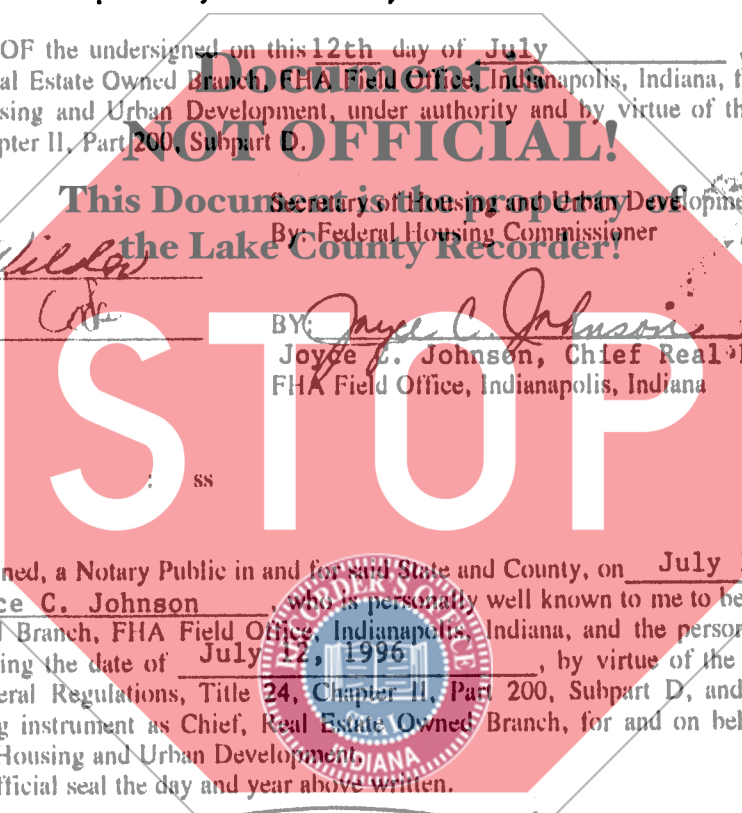 OF the undersigned on this 12th day of July
al Estate Owned Branch, FHA Field Office, Indianapolis, Indiana, f
Document is
sing and Urban Development, under authority and by virtue of th
pter II, Part 200, Subpart D.
NOT OFFICIAL!
This Document is the property of
Secretary of Housing and Urban Developme
the Lake County Recorder!
By: Federal Housing Commissioner
STOP
BY: Joyce C. Johnson
Joyce C. Johnson, Chief Real
FHA Field Office, Indianapolis, Indiana
: ss
ned, a Notary Public in and for said State and County, on July
ce C. Johnson, who is personally well known to me to be
l Branch, FHA Field Office, Indianapolis, Indiana, and the person
ing the date of July 12, 1996, by virtue of the
eral Regulations, Title 24, Chapter II, Part 200, Subpart D, and
g instrument as Chief, Real Estate Owned Branch, for and on bel
Housing and Urban Development.
fficial seal the day and year above written.
RECORDER'S OFFICE
SEAL
INDIANA